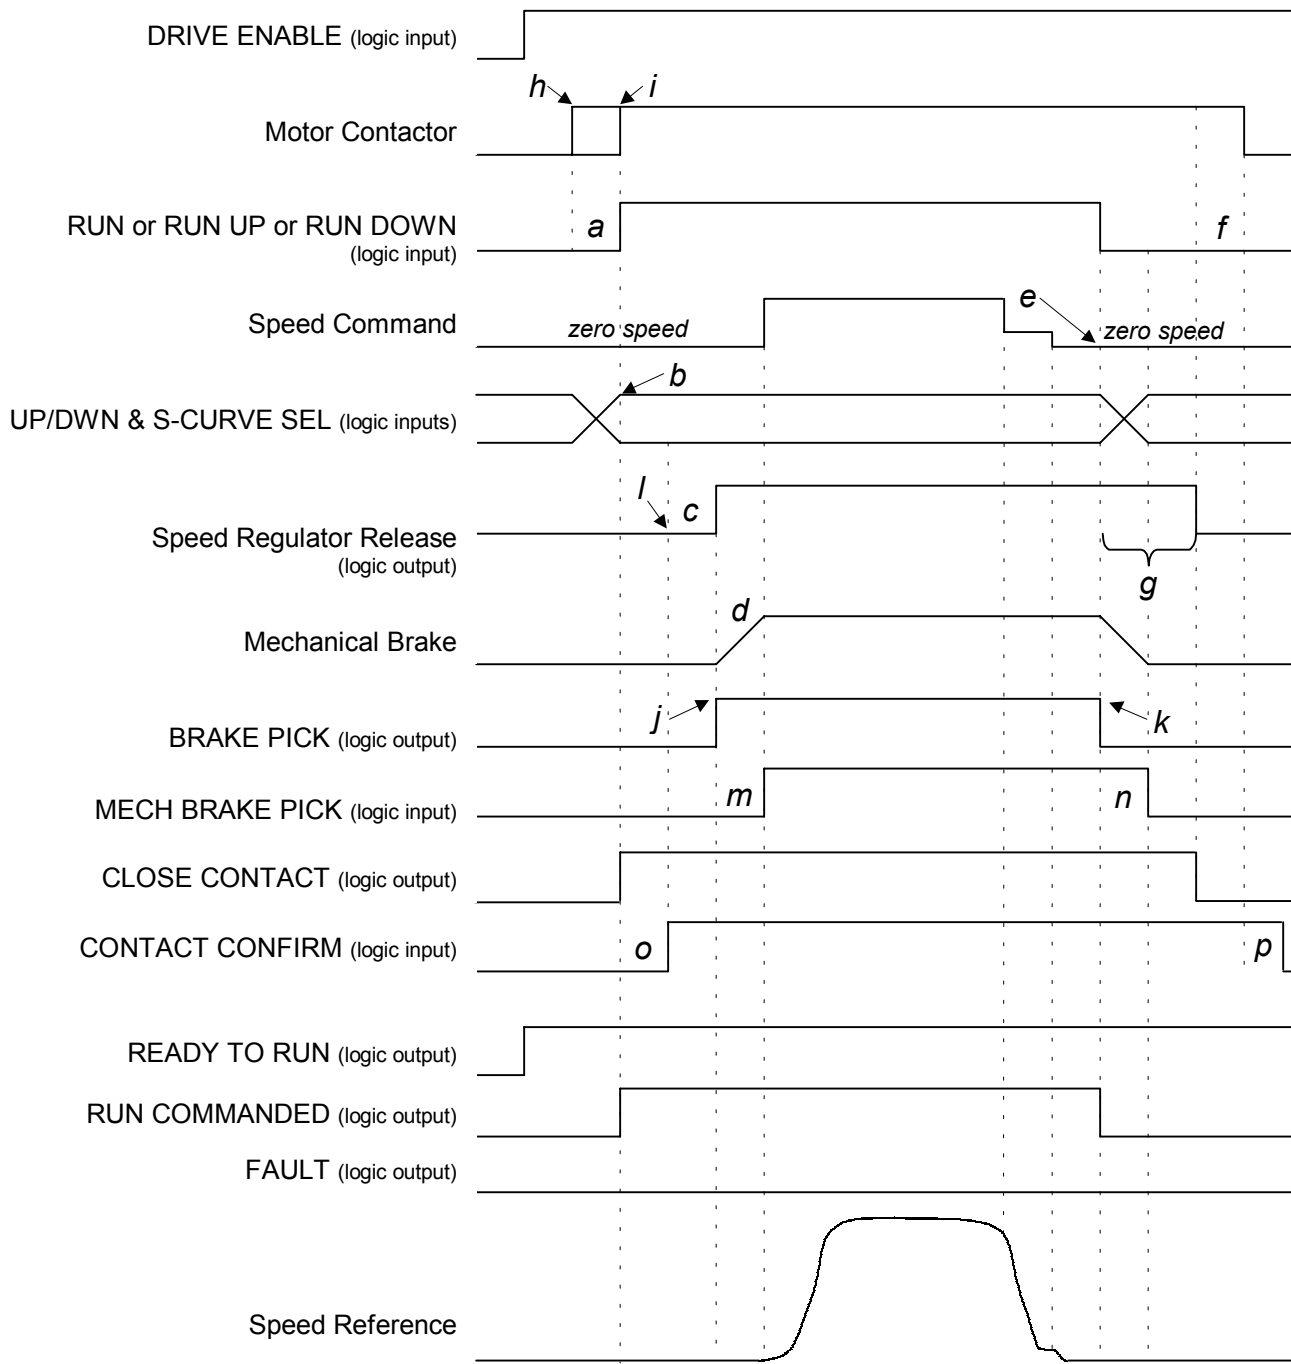 DRIVE ENABLE (logic input)
h
i
Motor Contactor
RUN or RUN UP or RUN DOWN
(logic input)
a
f
Speed Command
zero speed
e
zero speed
b
UP/DWN & S-CURVE SEL (logic inputs)
l
c
Speed Regulator Release
(logic output)
g
d
Mechanical Brake
j
k
BRAKE PICK (logic output)
m
n
MECH BRAKE PICK (logic input)
CLOSE CONTACT (logic output)
CONTACT CONFIRM (logic input)
o
p
READY TO RUN (logic output)
RUN COMMANDED (logic output)
FAULT (logic output)
Speed Reference